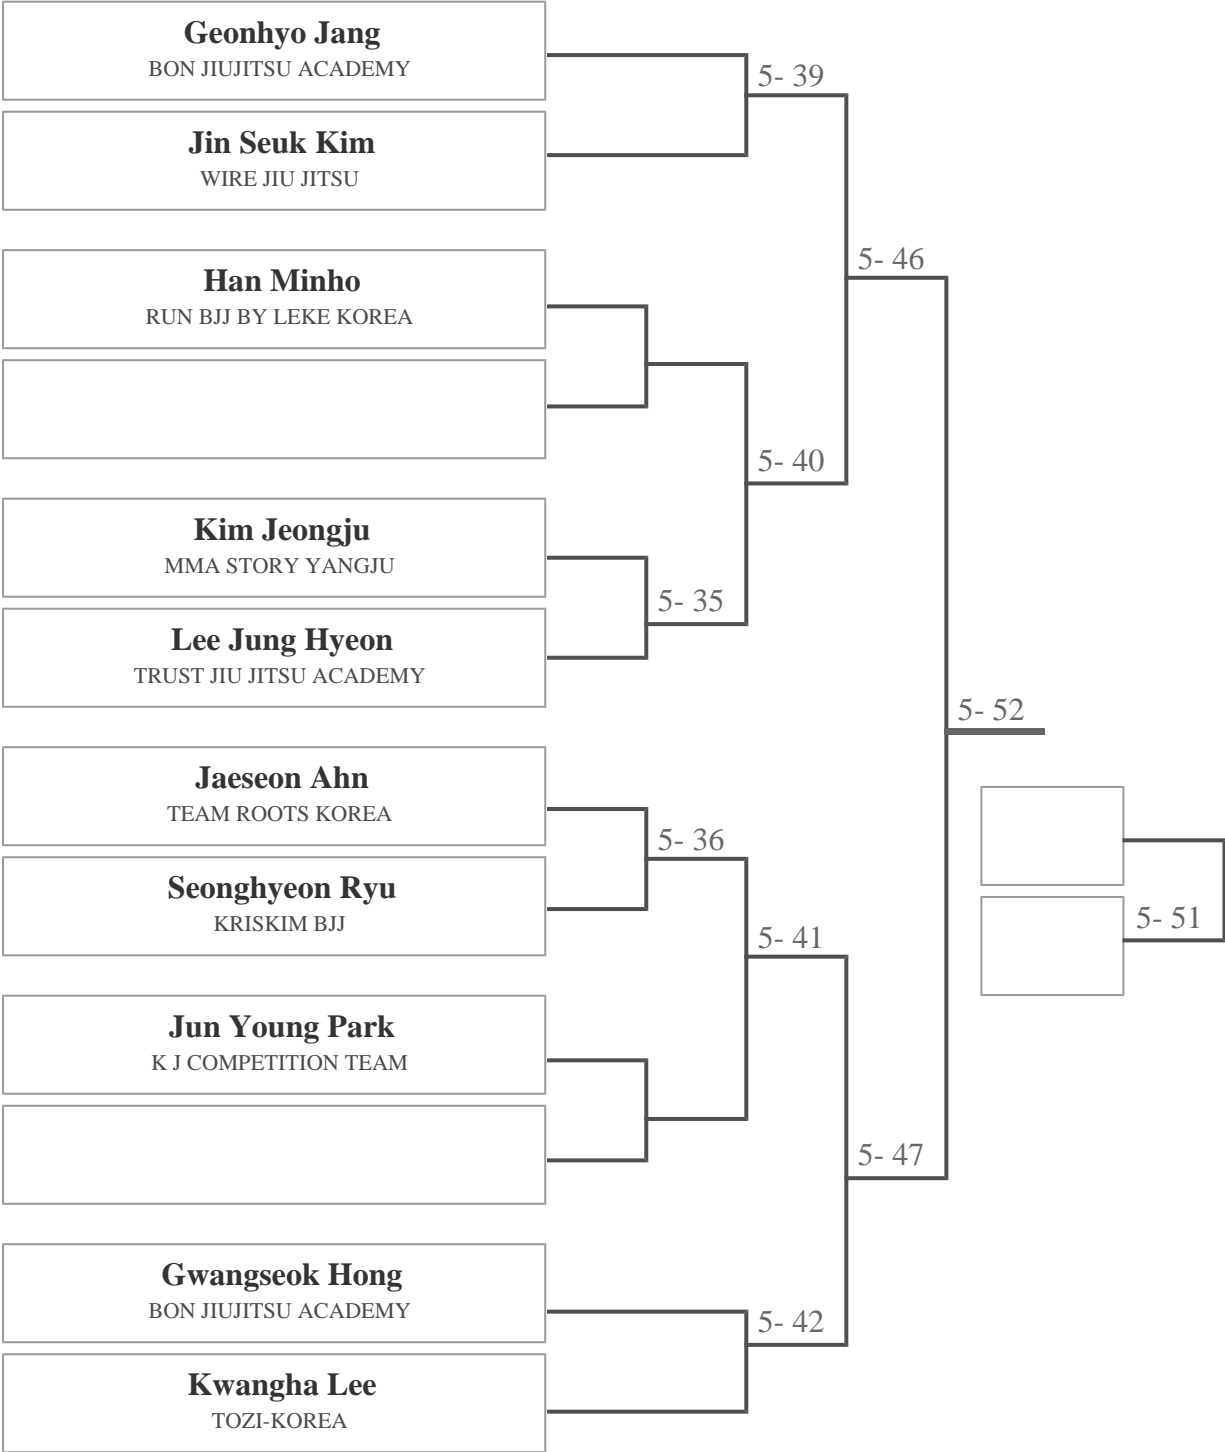 Geonhyo Jang
BON JIUJITSU ACADEMY
5- 39
Jin Seuk Kim
WIRE JIU JITSU
5- 46
Han Minho
RUN BJJ BY LEKE KOREA
5- 40
Kim Jeongju
MMA STORY YANGJU
5- 35
Lee Jung Hyeon
TRUST JIU JITSU ACADEMY
5- 52
Jaeseon Ahn
TEAM ROOTS KOREA
5- 36
Seonghyeon Ryu
KRISKIM BJJ
5- 51
5- 41
Jun Young Park
K J COMPETITION TEAM
5- 47
Gwangseok Hong
BON JIUJITSU ACADEMY
5- 42
Kwangha Lee
TOZI-KOREA